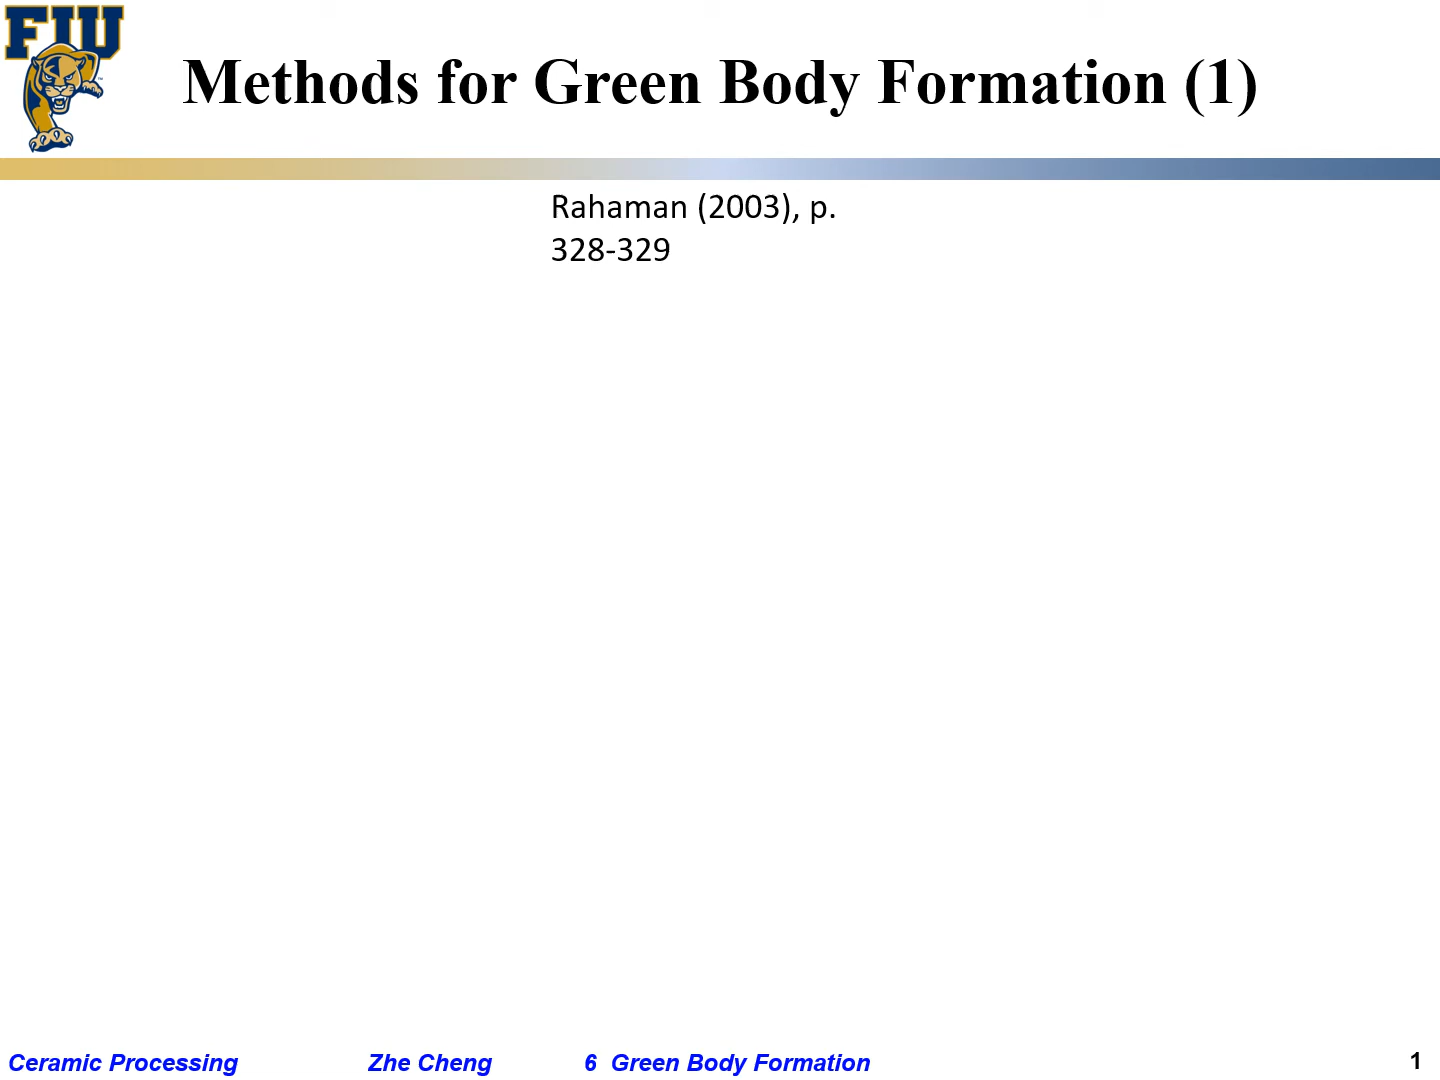 FIU
Methods for Green Body Formation (1)
Rahaman (2003), p.
328-329
Ceramic Processing Zhe Cheng 6 Green Body Formation 1